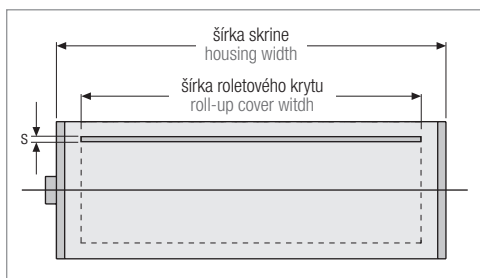 šírka skrine
housing width
šírka roletového krytu
roll-up cover witdh
s